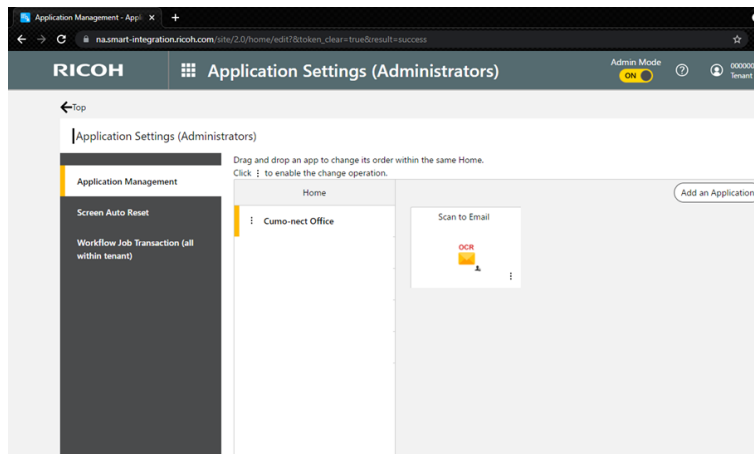 Application Management - Appli
na.smart-integration.ricoh.com/site/2.0/home/edit?&token_clear=true&result=success
RICOH
Application Settings (Administrators)
Admin Mode
ON
000000
Tenant
Top
Application Settings (Administrators)
Application Management
Screen Auto Reset
Workflow Job Transaction (all
within tenant)
Drag and drop an app to change its order within the same Home.
Click ⋮ to enable the change operation.
Home
Add an Application
Cumo-nect Office
Scan to Email
OCR